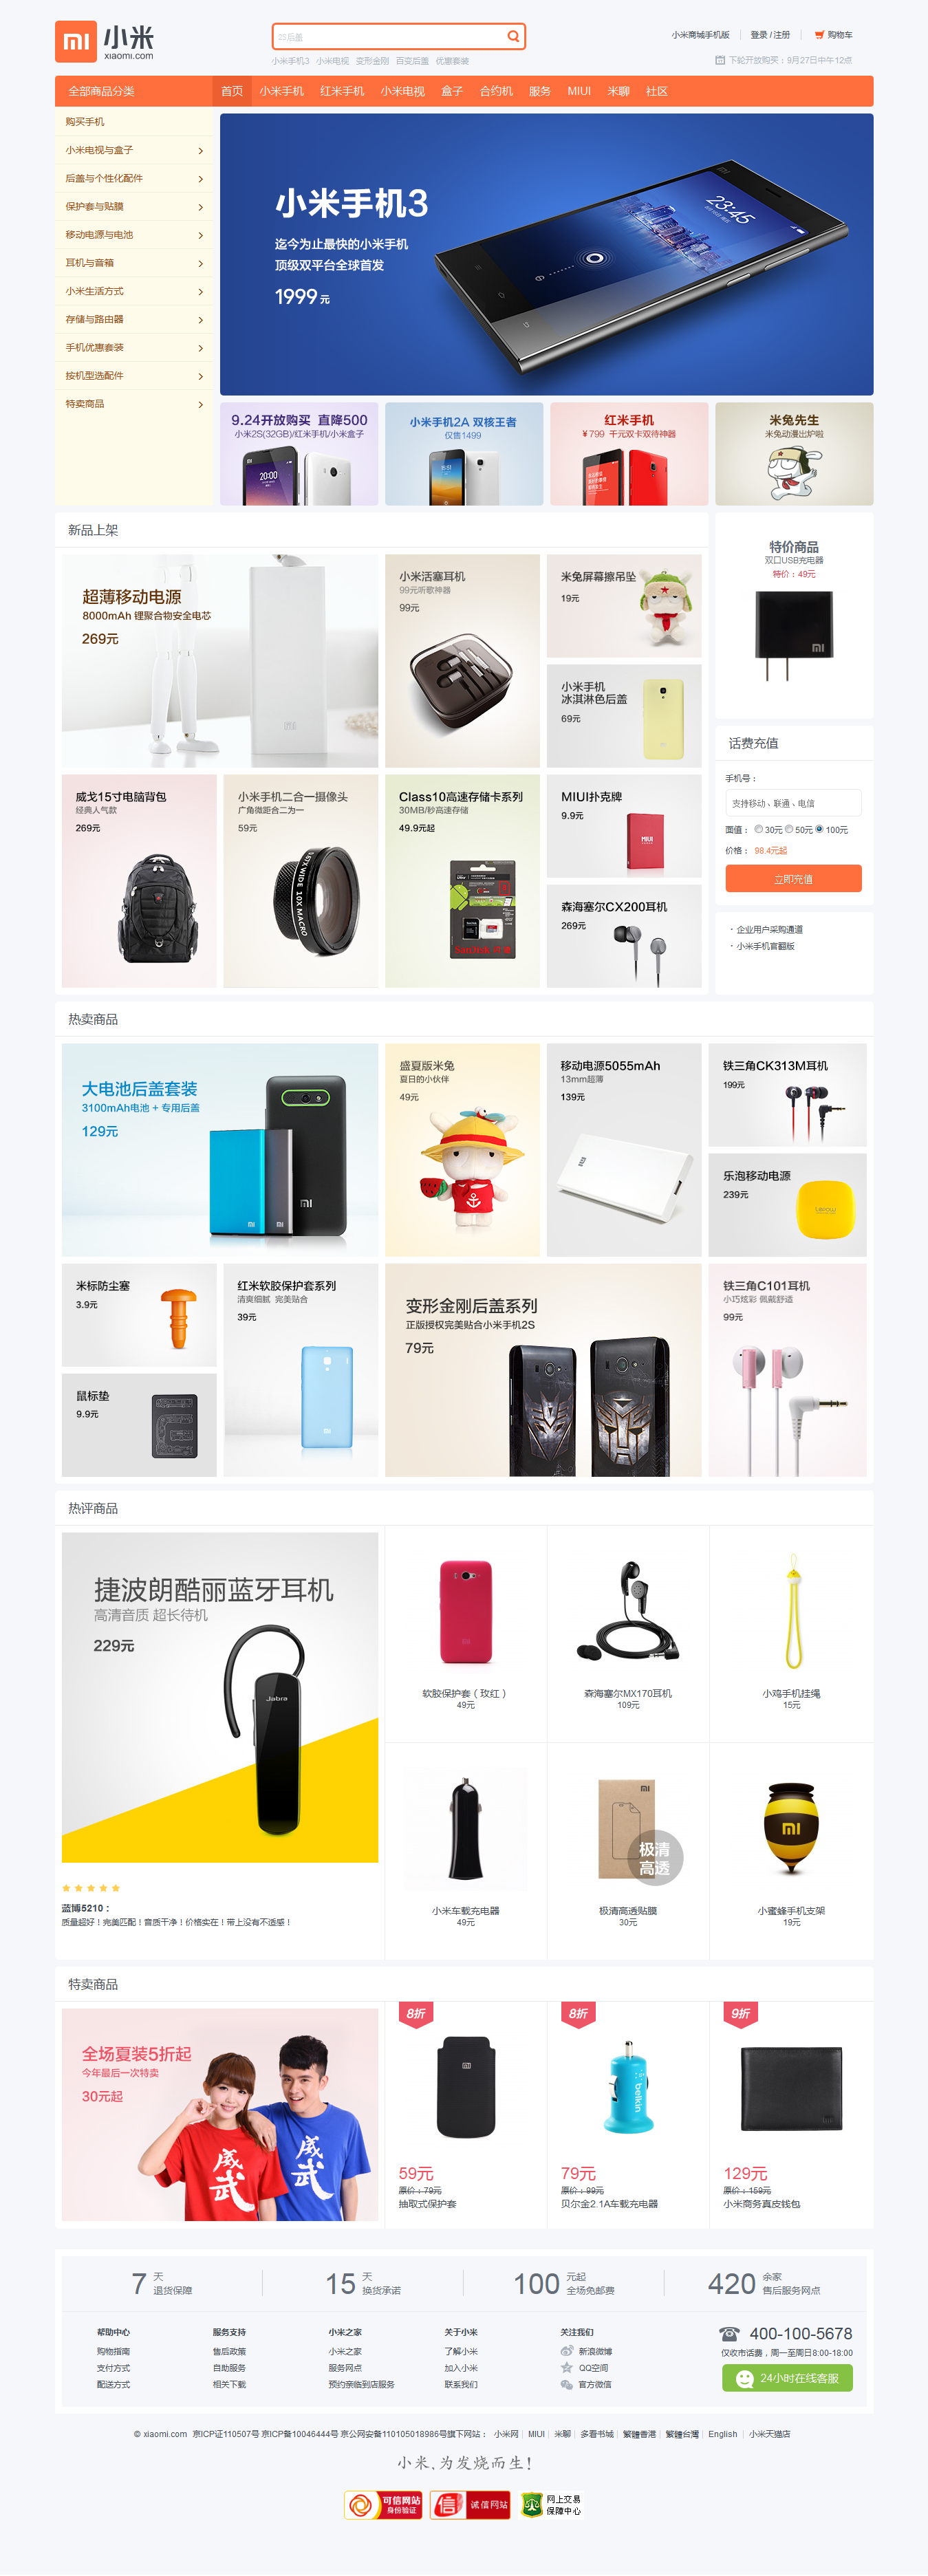 小米
xiaomi.com
2S后盖
小米手机3 小米电视 变形金刚 百变后盖 优惠套装
小米商城手机版 登录 / 注册 购物车
下轮开放购买：9月27日中午12点
全部商品分类 首页 小米手机 红米手机 小米电视 盒子 合约机 服务 MIUI 米聊 社区
购买手机
小米电视与盒子
后盖与个性化配件
保护套与贴膜
移动电源与电池
耳机与音箱
小米生活方式
存储与路由器
手机优惠套装
按机型选配件
特卖商品
小米手机3
迄今为止最快的小米手机
顶级双平台全球首发
1999元
23:45
9.24开放购买 直降500
小米2S(32GB)/红米手机/小米盒子
20:00
小米手机2A 双核王者
仅售1499
红米手机
¥799 千元双卡双待神器
米兔先生
米兔动漫出炉啦
新品上架
超薄移动电源
8000mAh 锂聚合物安全电芯
269元
小米活塞耳机
99元听歌神器
99元
米兔屏幕擦吊坠
19元
小米手机
冰淇淋色后盖
69元
威戈15寸电脑背包
经典人气款
269元
小米手机二合一摄像头
广角微距合二为一
59元
Class10高速存储卡系列
30MB/秒高速存储
49.9元起
MIUI扑克牌
9.9元
森海塞尔CX200耳机
269元
特价商品
双口USB充电器
特价：49元
话费充值
手机号：
支持移动、联通、电信
面值： 30元 50元 100元
价格： 98.4元起
立即充值
· 企业用户采购通道
· 小米手机官翻版
热卖商品
大电池后盖套装
3100mAh电池 + 专用后盖
129元
盛夏版米兔
夏日的小伙伴
49元
移动电源5055mAh
13mm超薄
139元
铁三角CK313M耳机
199元
乐泡移动电源
239元
米标防尘塞
3.9元
鼠标垫
9.9元
红米软胶保护套系列
清爽细腻 完美贴合
39元
变形金刚后盖系列
正版授权完美贴合小米手机2S
79元
铁三角C101耳机
小巧炫彩 佩戴舒适
99元
热评商品
捷波朗酷丽蓝牙耳机
高清音质 超长待机
229元
Jabra
蓝博5210：
质量超好！完美匹配！音质干净！价格实在！带上没有不适感！
软胶保护套（玫红）
49元
森海塞尔MX170耳机
109元
小鸡手机挂绳
15元
小米车载充电器
49元
极清
高透
极清高透贴膜
30元
小蜜蜂手机支架
19元
特卖商品
全场夏装5折起
今年最后一次特卖
30元起
威武
威武
8折
59元
原价：79元
抽取式保护套
8折
belkin
79元
原价：99元
贝尔金2.1A车载充电器
9折
129元
原价：159元
小米商务真皮钱包
7 天 退货保障
15 天 换货承诺
100 元起 全场免邮费
420 余家 售后服务网点
帮助中心
购物指南
支付方式
配送方式
服务支持
售后政策
自助服务
相关下载
小米之家
小米之家
服务网点
预约亲临到店服务
关于小米
了解小米
加入小米
联系我们
关注我们
新浪微博
QQ空间
官方微信
400-100-5678
仅收市话费，周一至周日8:00-18:00
24小时在线客服
© xiaomi.com 京ICP证110507号 京ICP备10046444号 京公网安备110105018986号旗下网站： 小米网 | MIUI | 米聊 | 多看书城 | 繁體香港 | 繁體台灣 | English | 小米天猫店
小米,为发烧而生!
可信网站
身份验证
信 诚信网站
网上交易
保障中心